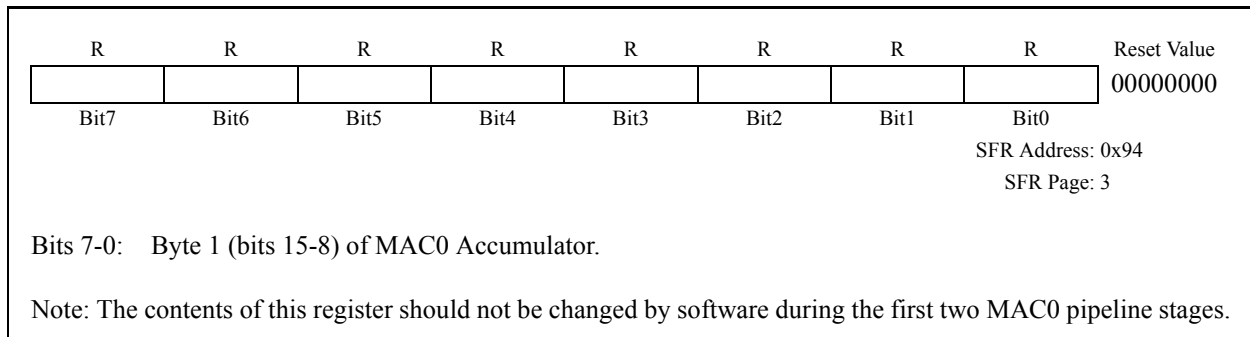 R R R R R R R R Reset Value
00000000
Bit7 Bit6 Bit5 Bit4 Bit3 Bit2 Bit1 Bit0
SFR Address: 0x94
SFR Page: 3
Bits 7-0: Byte 1 (bits 15-8) of MAC0 Accumulator.
Note: The contents of this register should not be changed by software during the first two MAC0 pipeline stages.